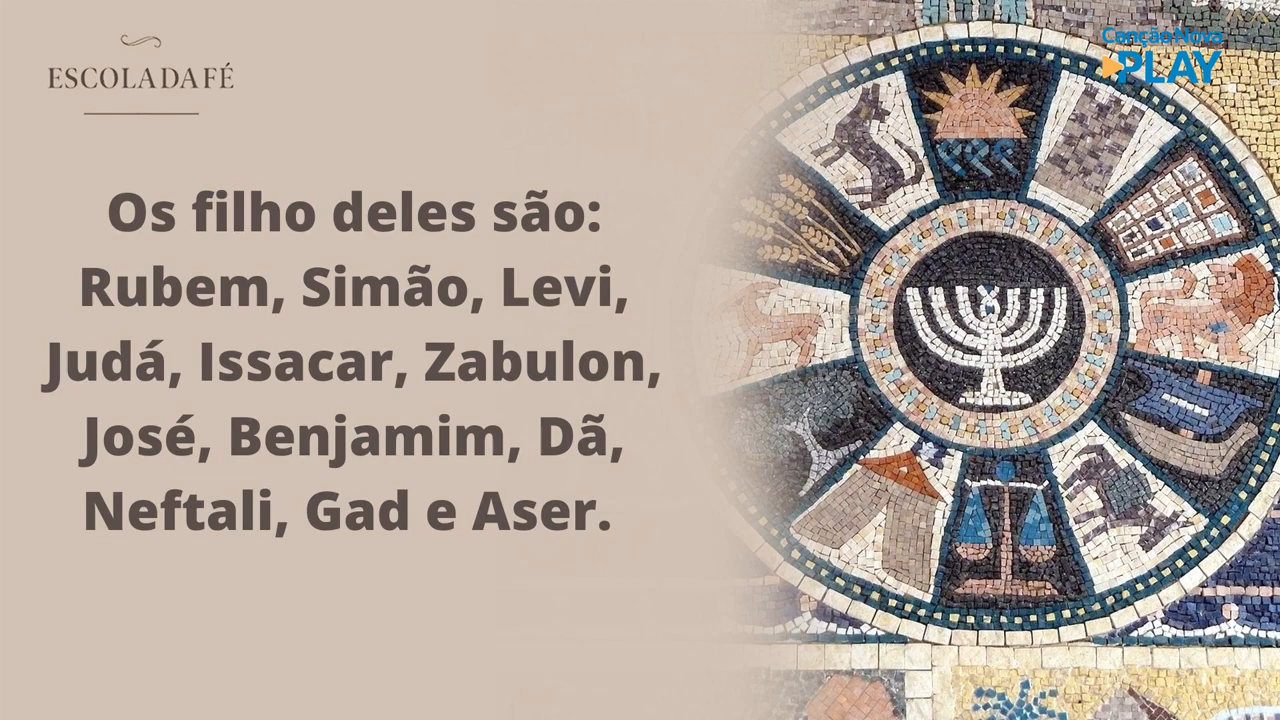 ESCOLADAFÉ
Canção Nova
PLAY
Os filho deles são:
Rubem, Simão, Levi,
Judá, Issacar, Zabulon,
José, Benjamim, Dã,
Neftali, Gad e Aser.